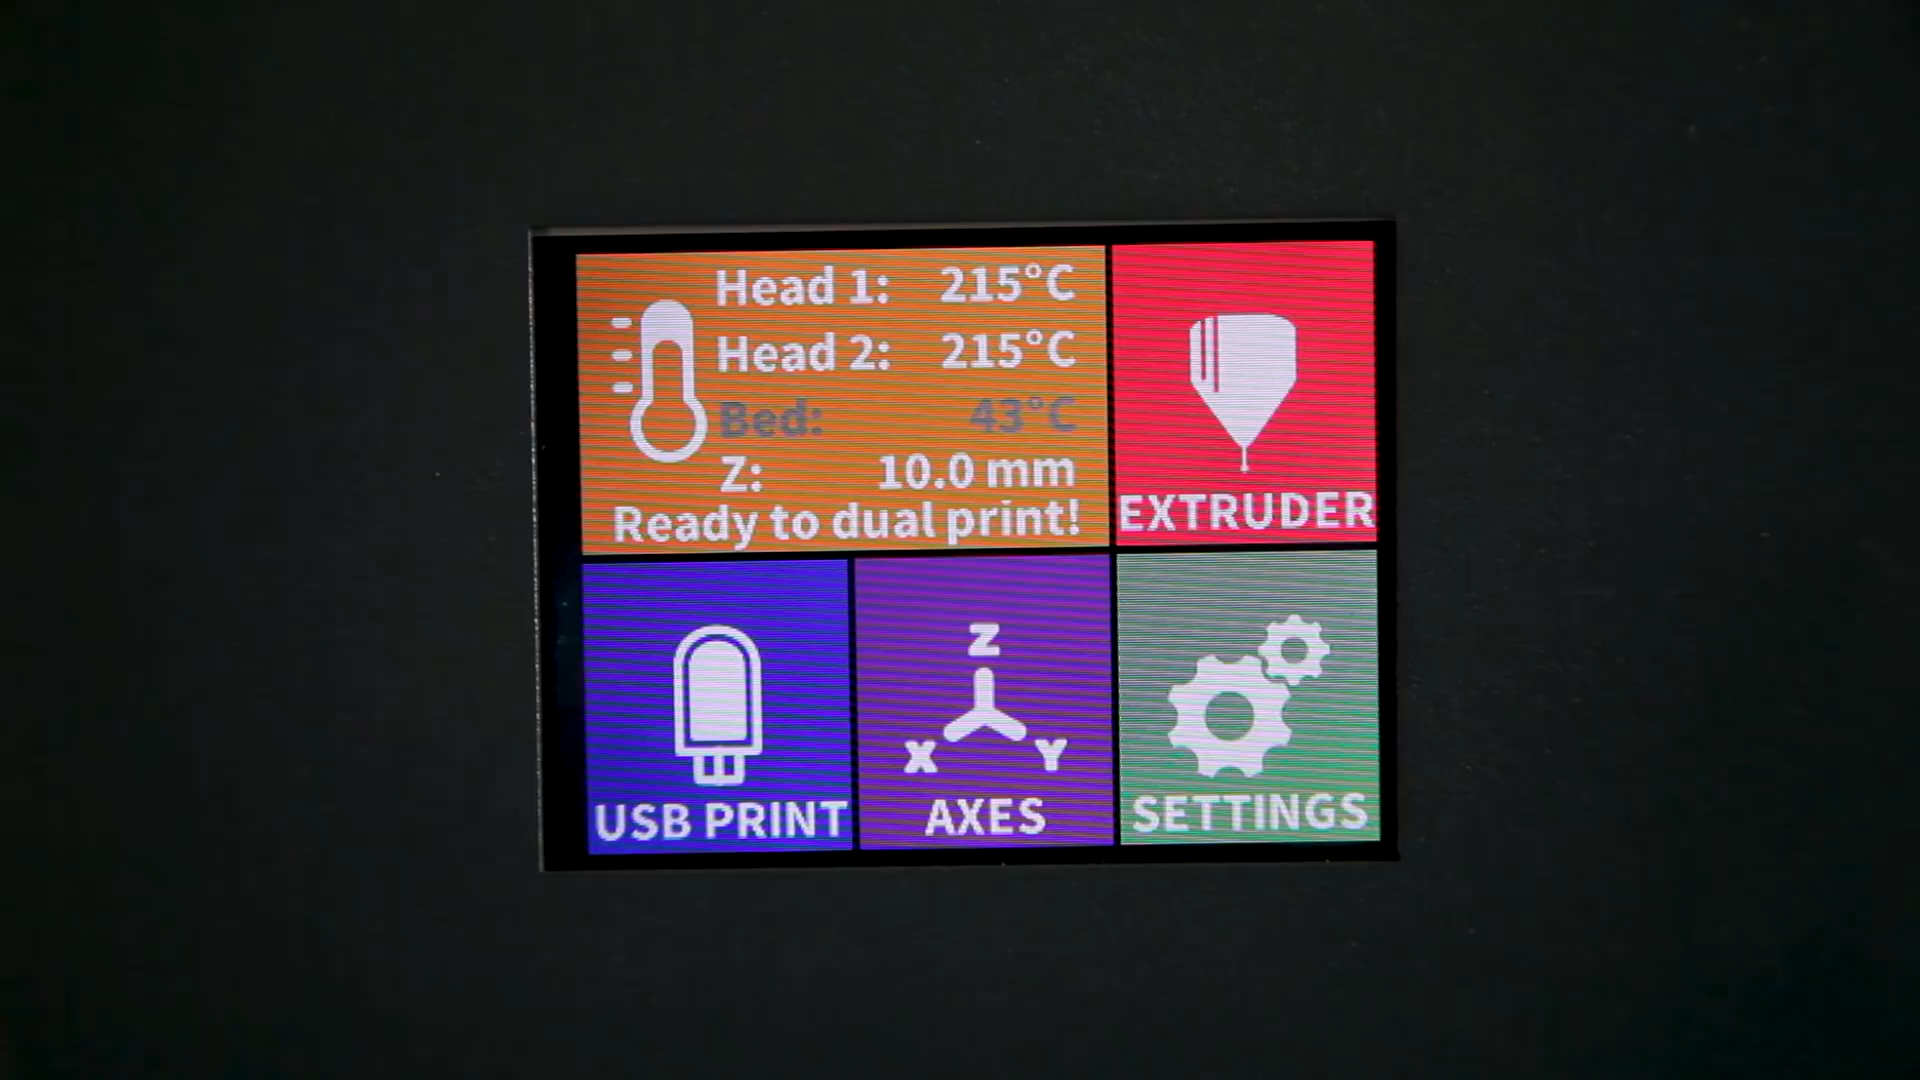 Head 1: 215°C
Head 2: 215°C
Bed: 43°C
Z: 10.0 mm
Ready to dual print!
EXTRUDER
USB PRINT
Z
X Y
AXES
SETTINGS